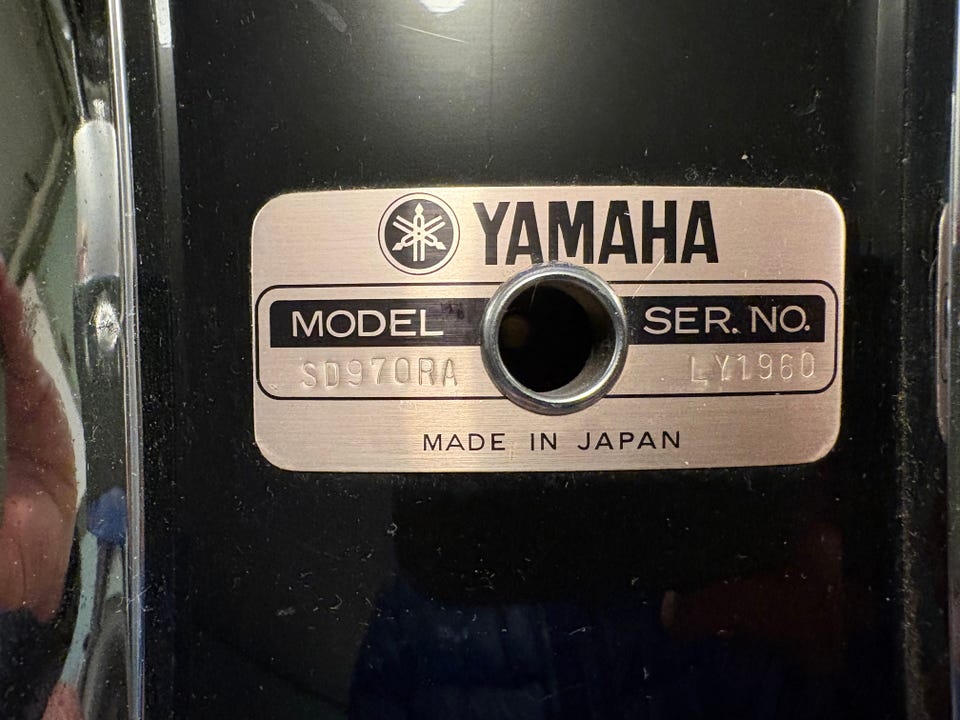 YAMAHA
MODEL SER. NO.
SD970RA LY1960
MADE IN JAPAN